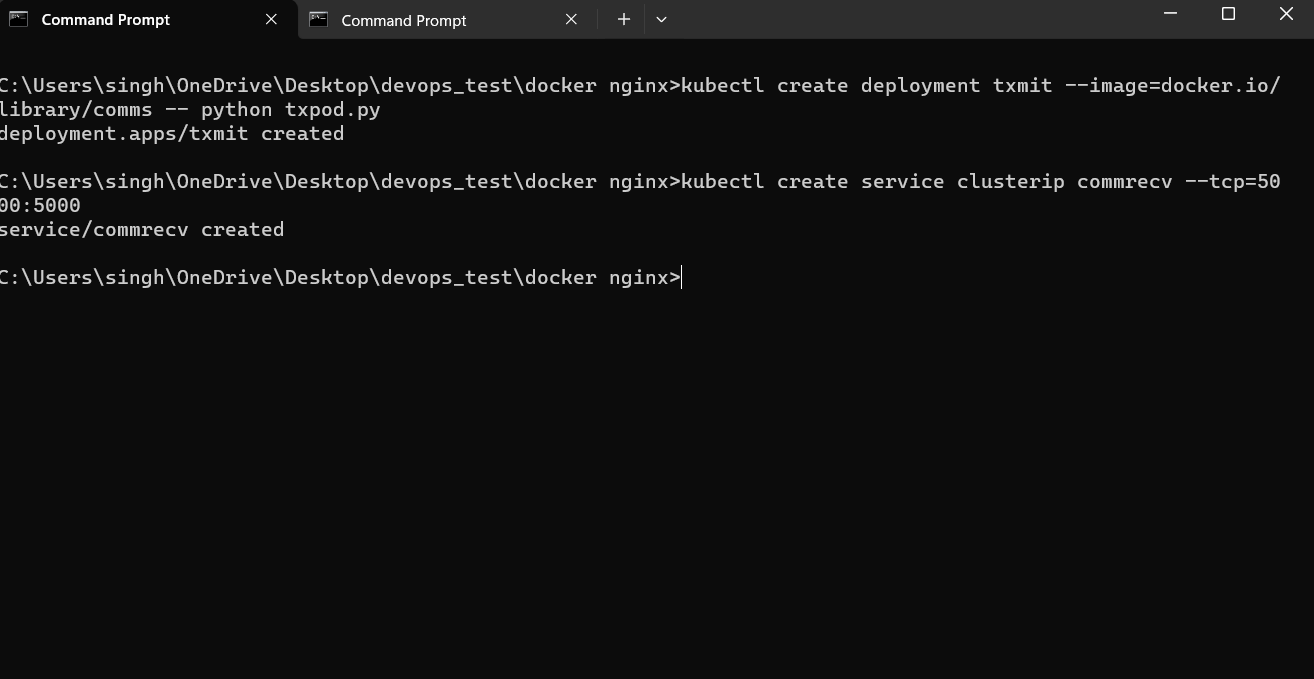 Command Prompt
Command Prompt
C:\Users\singh\OneDrive\Desktop\devops_test\docker nginx>kubectl create deployment txmit --image=docker.io/
library/comms -- python txpod.py
deployment.apps/txmit created
C:\Users\singh\OneDrive\Desktop\devops_test\docker nginx>kubectl create service clusterip commrecv --tcp=50
00:5000
service/commrecv created
C:\Users\singh\OneDrive\Desktop\devops_test\docker nginx>